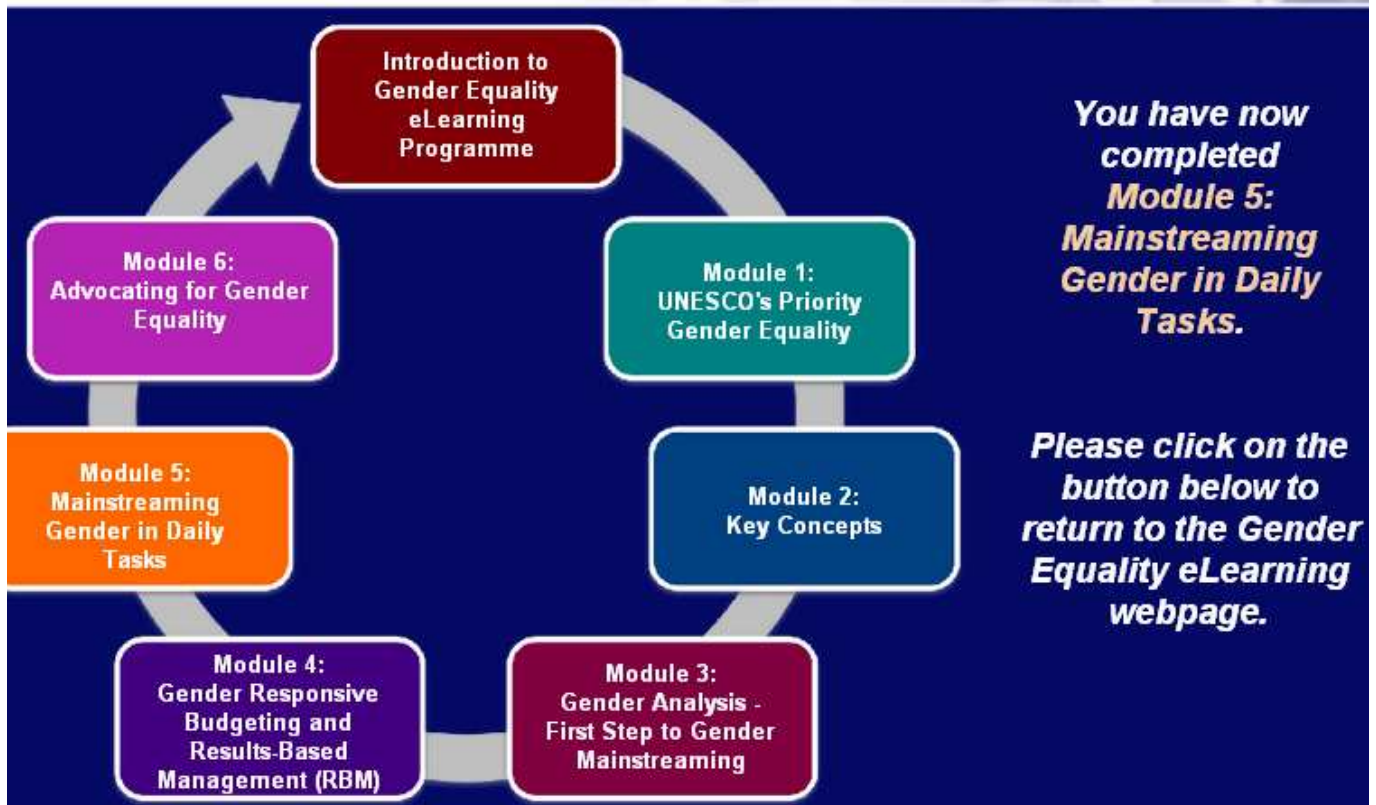 Introduction to
Gender Equality
eLearning
Programme
Module 1:
UNESCO's Priority
Gender Equality
Module 2:
Key Concepts
Module 3:
Gender Analysis -
First Step to Gender
Mainstreaming
Module 4:
Gender Responsive
Budgeting and
Results-Based
Management (RBM)
Module 5:
Mainstreaming
Gender in Daily
Tasks
Module 6:
Advocating for Gender
Equality
You have now
completed
Module 5:
Mainstreaming
Gender in Daily
Tasks.
Please click on the
button below to
return to the Gender
Equality eLearning
webpage.